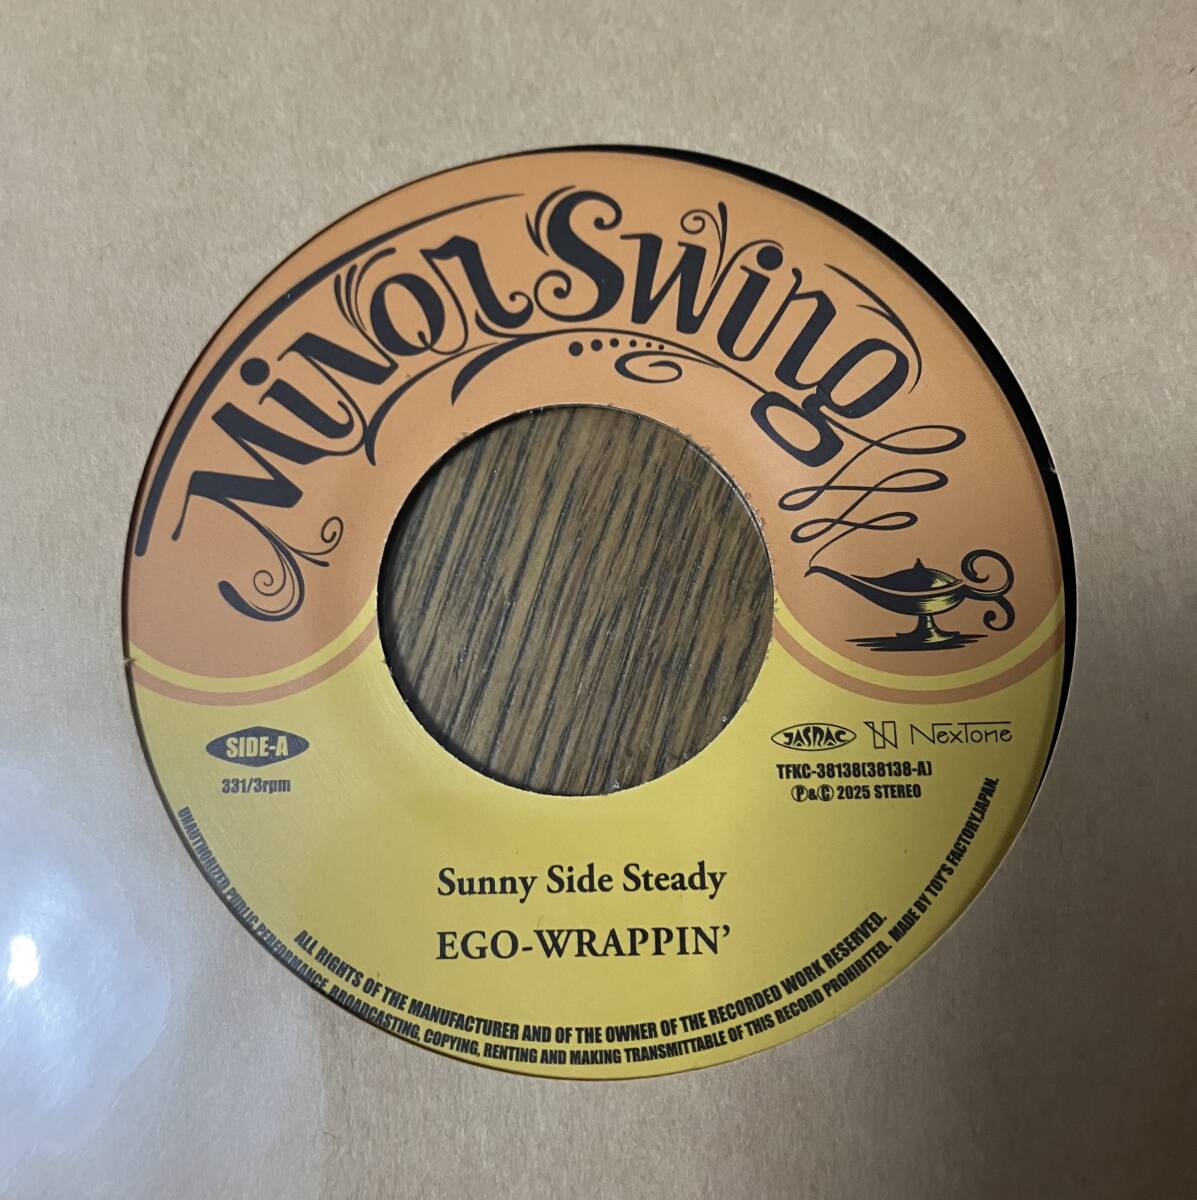 Minor Swing
SIDE-A
331/3rpm
JASRAC NexTone
TFKC-38138(38138-A)
Ⓟ&Ⓒ 2025 STEREO
Sunny Side Steady
EGO-WRAPPIN’
ALL RIGHTS OF THE MANUFACTURER AND OF THE OWNER OF THE RECORDED WORK RESERVED.
UNAUTHORIZED PUBLIC PERFORMANCE, BROADCASTING, COPYING, RENTING AND MAKING TRANSMITTABLE OF THIS RECORD PROHIBITED. MADE BY TOY'S FACTORY,JAPAN.